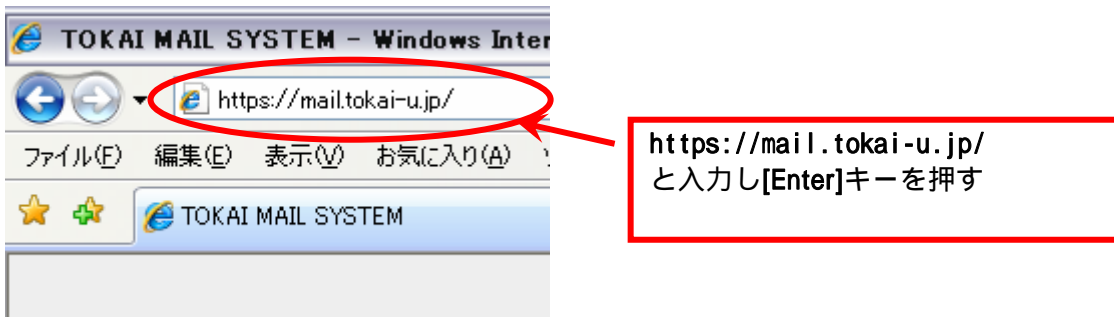 TOKAI MAIL SYSTEM - Windows Inter
https://mail.tokai-u.jp/
ファイル(F) 編集(E) 表示(V) お気に入り(A)
TOKAI MAIL SYSTEM
https://mail.tokai-u.jp/
と入力し[Enter]キーを押す